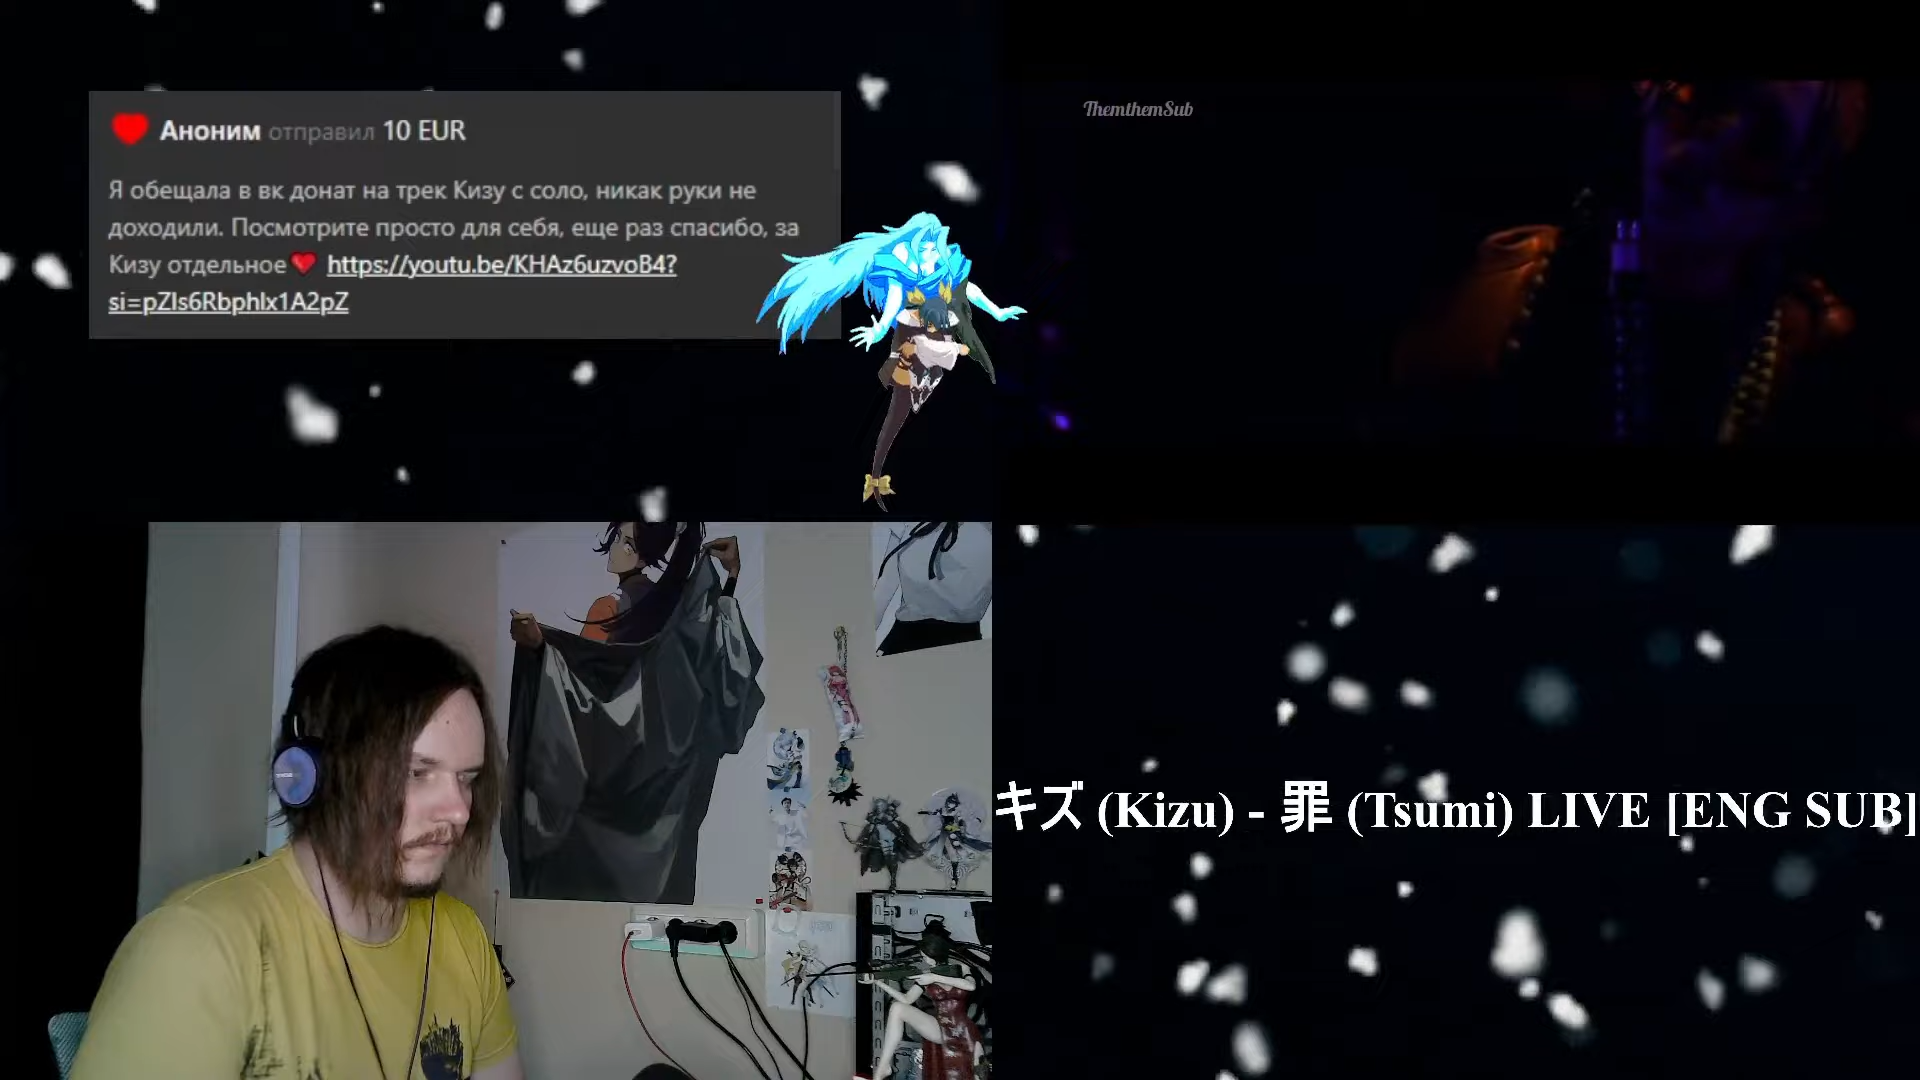 Аноним отправил 10 EUR
Я обещала в вк донат на трек Кизу с соло, никак руки не
доходили. Посмотрите просто для себя, еще раз спасибо, за
Кизу отдельное❤️ https://youtu.be/KHAz6uzvoB4?
si=pZIs6Rbphlx1A2pZ
ThemthemSub
キズ (Kizu) - 罪 (Tsumi) LIVE [ENG SUB]